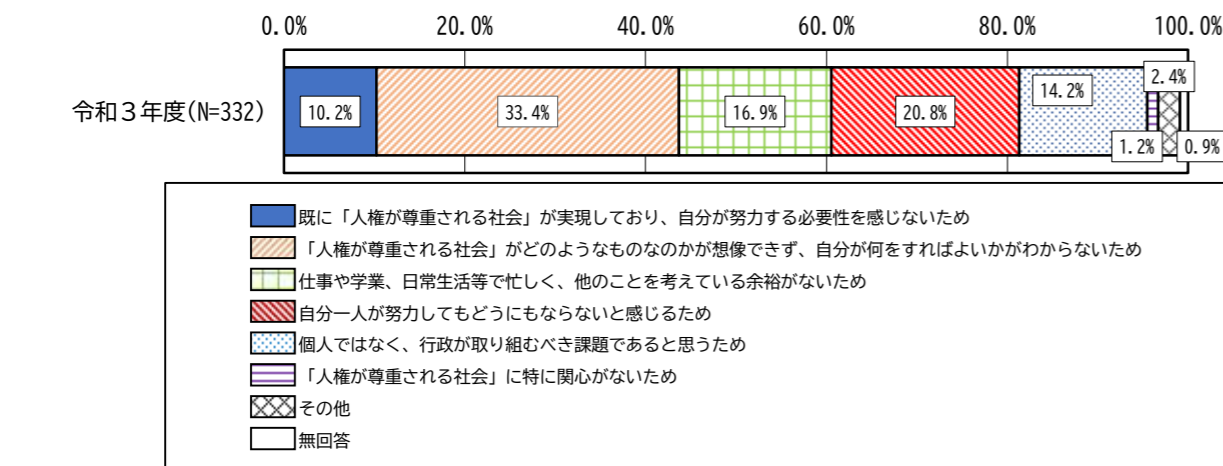 0.0% 20.0% 40.0% 60.0% 80.0% 100.0%
令和３年度(N=332)
10.2% 33.4% 16.9% 20.8% 14.2% 1.2% 2.4% 0.9%
既に「人権が尊重される社会」が実現しており、自分が努力する必要性を感じないため
「人権が尊重される社会」がどのようなものなのかが想像できず、自分が何をすればよいかがわからないため
仕事や学業、日常生活等で忙しく、他のことを考えている余裕がないため
自分一人が努力してもどうにもならないと感じるため
個人ではなく、行政が取り組むべき課題であると思うため
「人権が尊重される社会」に特に関心がないため
その他
無回答